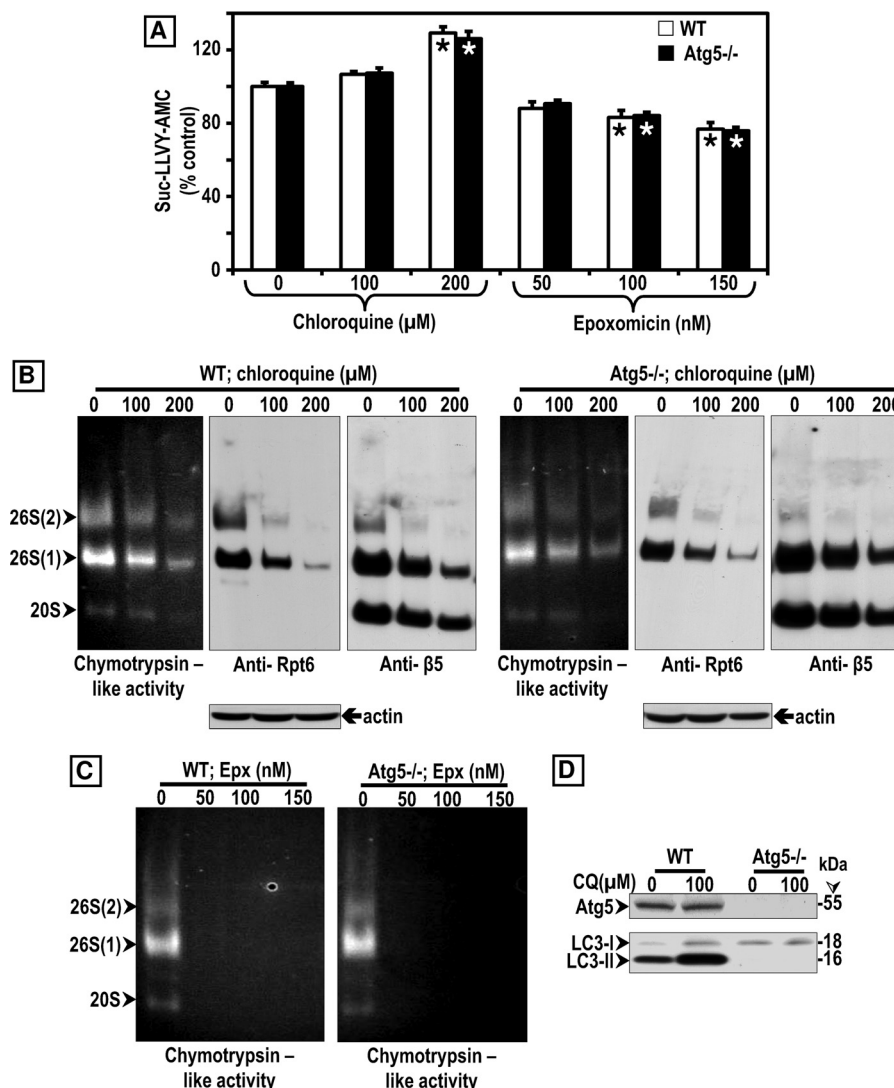 A
WT
Atg5-/-
Suc-LLVY-AMC
(% control)
120
80
40
0
* * * * * *
0 100 200 50 100 150
Chloroquine (µM) Epoxomicin (nM)
B
WT; chloroquine (µM) Atg5-/-; chloroquine (µM)
0 100 200 0 100 200 0 100 200 0 100 200 0 100 200 0 100 200
26S(2)
26S(1)
20S
Chymotrypsin –
like activity
Anti- Rpt6
Anti- β5
Chymotrypsin –
like activity
Anti- Rpt6
Anti- β5
actin
actin
C
WT; Epx (nM) Atg5-/-; Epx (nM)
0 50 100 150 0 50 100 150
26S(2)
26S(1)
20S
Chymotrypsin –
like activity
Chymotrypsin –
like activity
D
WT Atg5-/- kDa
CQ(µM) 0 100 0 100
Atg5 -55
LC3-I -18
LC3-II -16